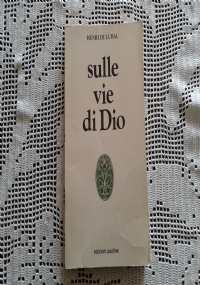 HENRI DE LUBAC
sulle
vie
di Dio
edizioni paoline